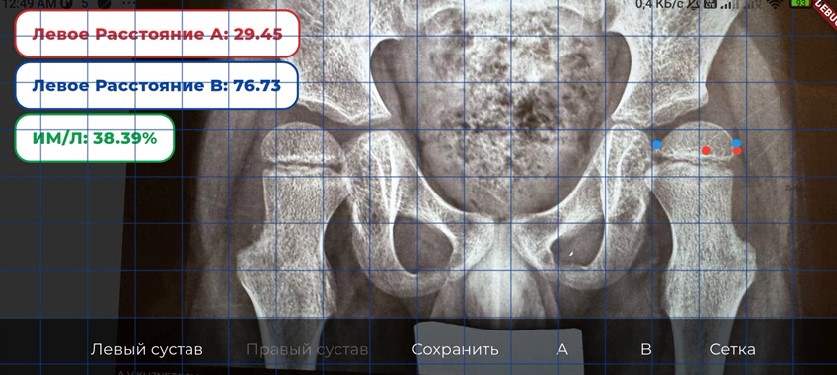 12:49 AM
0,4 КБ/с
93
Левое Расстояние A: 29.45
Левое Расстояние B: 76.73
ИМ/Л: 38.39%
Левый сустав Правый сустав Сохранить A B Сетка